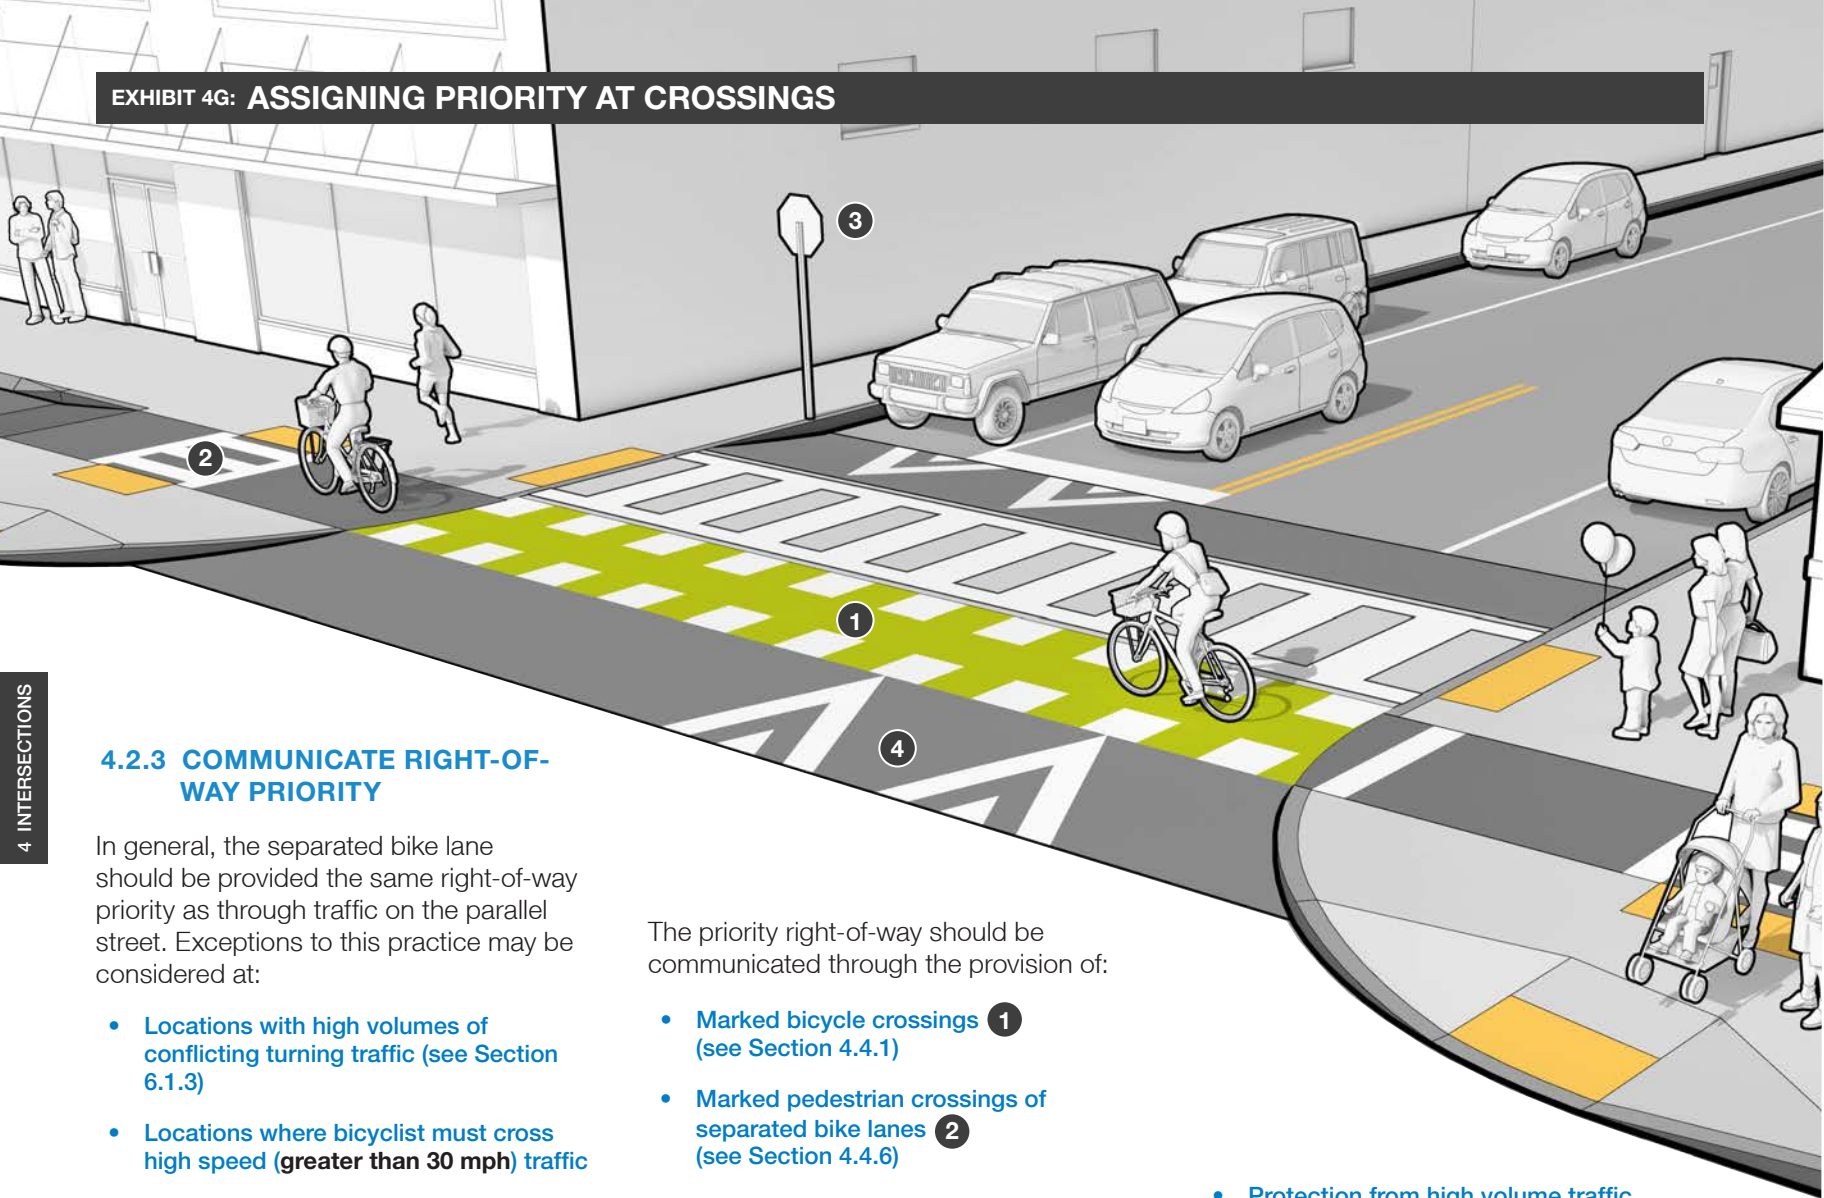 EXHIBIT 4G: ASSIGNING PRIORITY AT CROSSINGS
3
2
1
4
4 INTERSECTIONS
4.2.3 COMMUNICATE RIGHT-OF-
WAY PRIORITY
In general, the separated bike lane
should be provided the same right-of-way
priority as through traffic on the parallel
street. Exceptions to this practice may be
considered at:
• Locations with high volumes of
conflicting turning traffic (see Section
6.1.3)
• Locations where bicyclist must cross
high speed (greater than 30 mph) traffic
The priority right-of-way should be
communicated through the provision of:
• Marked bicycle crossings 1
(see Section 4.4.1)
• Marked pedestrian crossings of
separated bike lanes 2
(see Section 4.4.6)
• Protection from high volume traffic